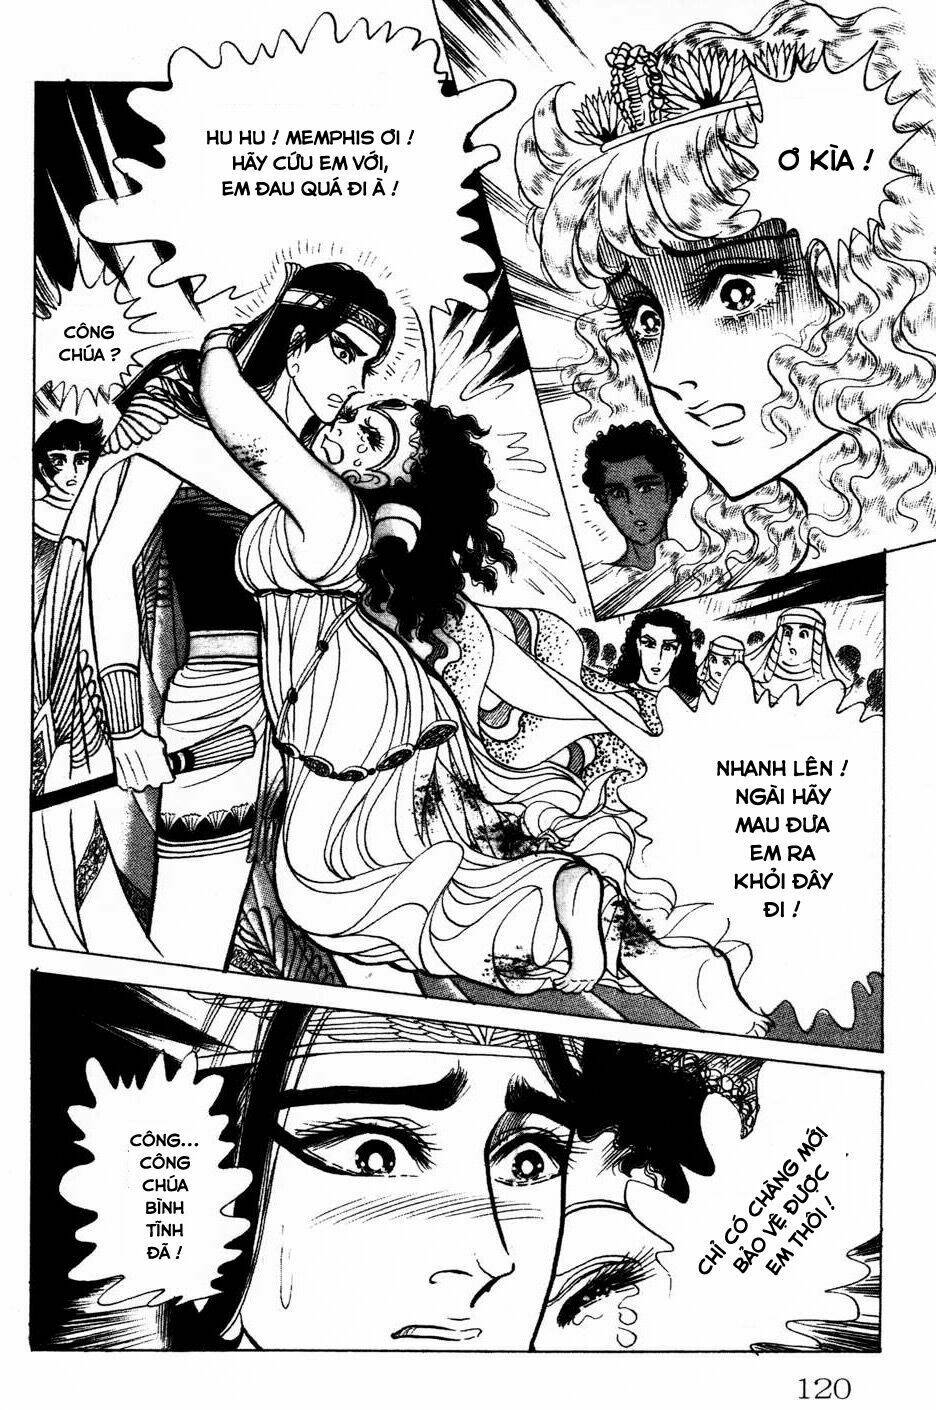 Ơ KÌA !
HU HU ! MEMPHIS ƠI !
HÃY CỨU EM VỚI,
EM ĐAU QUÁ ĐI À !
CÔNG
CHÚA ?
NHANH LÊN !
NGÀI HÃY
MAU ĐƯA
EM RA
KHỎI ĐÂY
ĐI !
CÔNG...
CÔNG
CHÚA
BÌNH
TĨNH
ĐÃ !
CHỈ CÓ CHÀNG MỚI
BẢO VỆ ĐƯỢC
EM THÔI !
120